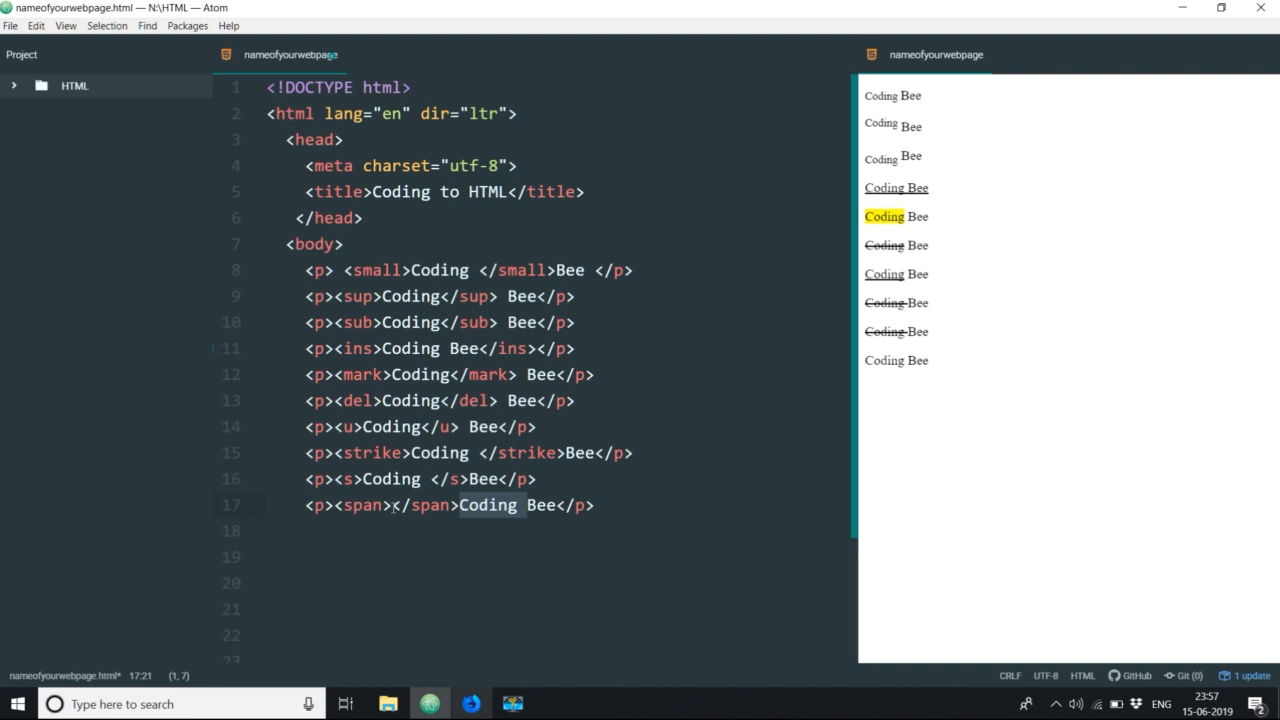 nameofyourwebpage.html — N:\HTML — Atom
File Edit View Selection Find Packages Help
Project
nameofyourwebpage
nameofyourwebpage
HTML
1 <!DOCTYPE html>
2 <html lang="en" dir="ltr">
3 <head>
4 <meta charset="utf-8">
5 <title>Coding to HTML</title>
6 </head>
7 <body>
8 <p> <small>Coding </small>Bee </p>
9 <p><sup>Coding</sup> Bee</p>
10 <p><sub>Coding</sub> Bee</p>
11 <p><ins>Coding Bee</ins></p>
12 <p><mark>Coding</mark> Bee</p>
13 <p><del>Coding</del> Bee</p>
14 <p><u>Coding</u> Bee</p>
15 <p><strike>Coding </strike>Bee</p>
16 <p><s>Coding </s>Bee</p>
17 <p><span></span>Coding Bee</p>
18
19
20
21
22
23
Coding Bee
Coding Bee
Coding Bee
Coding Bee
Coding Bee
Coding Bee
Coding Bee
Coding Bee
Coding Bee
Coding Bee
nameofyourwebpage.html* 17:21 (1, 7)
CRLF UTF-8 HTML GitHub Git (0) 1 update
Type here to search
ENG
23:57
15-06-2019
2